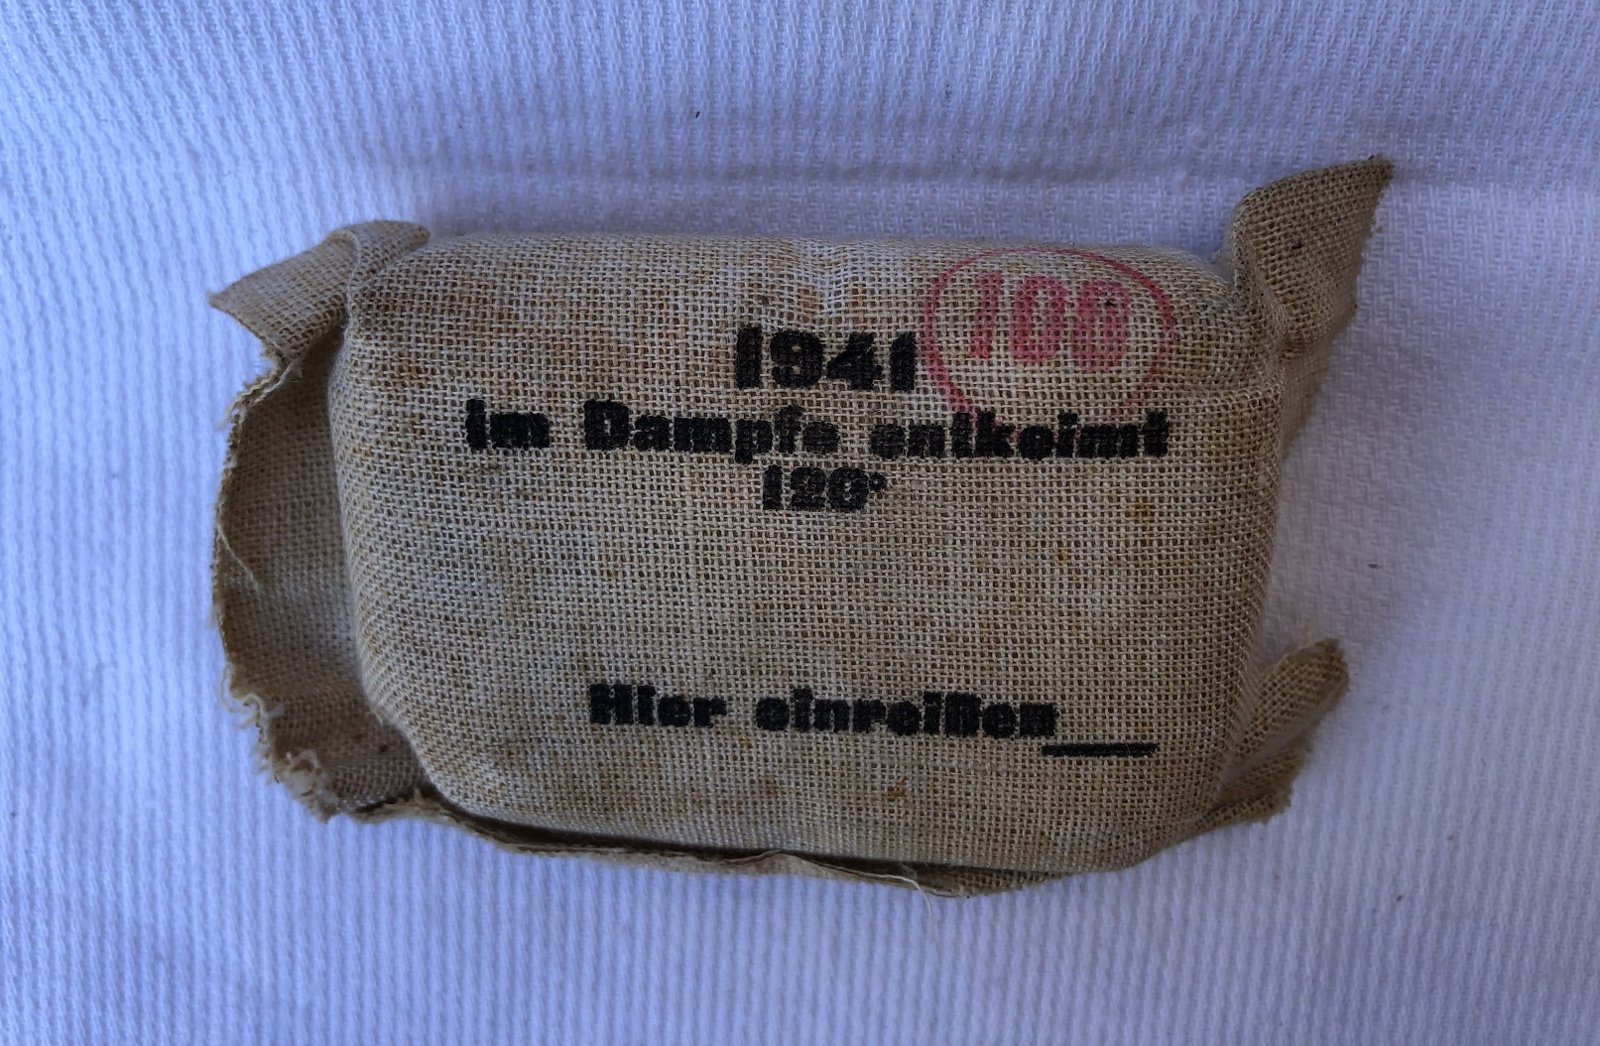 100
1941
im Dampfe entkeimt
120°
Hier einreißen